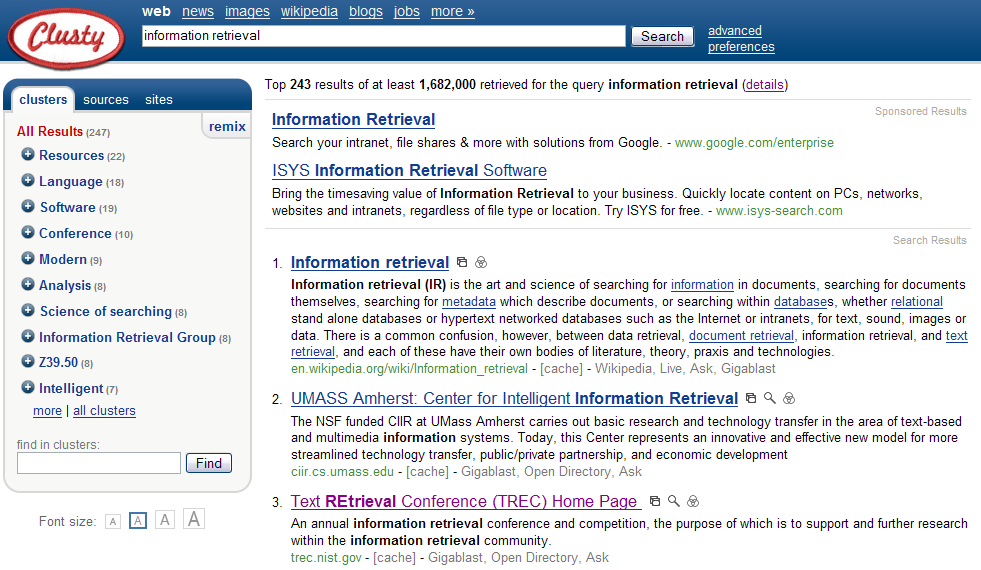 Clusty
web news images wikipedia blogs jobs more »
information retrieval
Search
advanced
preferences
clusters sources sites
remix
All Results (247)
Resources (22)
Language (18)
Software (19)
Conference (10)
Modern (9)
Analysis (8)
Science of searching (8)
Information Retrieval Group (8)
Z39.50 (8)
Intelligent (7)
more | all clusters
find in clusters:
Find
Font size: A A A A
Top 243 results of at least 1,682,000 retrieved for the query information retrieval (details)
Sponsored Results
Information Retrieval
Search your intranet, file shares & more with solutions from Google. - www.google.com/enterprise
ISYS Information Retrieval Software
Bring the timesaving value of Information Retrieval to your business. Quickly locate content on PCs, networks,
websites and intranets, regardless of file type or location. Try ISYS for free. - www.isys-search.com
Search Results
1. Information retrieval
Information retrieval (IR) is the art and science of searching for information in documents, searching for documents
themselves, searching for metadata which describe documents, or searching within databases, whether relational
stand alone databases or hypertext networked databases such as the Internet or intranets, for text, sound, images or
data. There is a common confusion, however, between data retrieval, document retrieval, information retrieval, and text
retrieval, and each of these have their own bodies of literature, theory, praxis and technologies.
en.wikipedia.org/wiki/Information_retrieval - [cache] - Wikipedia, Live, Ask, Gigablast
2. UMASS Amherst: Center for Intelligent Information Retrieval
The NSF funded CIIR at UMass Amherst carries out basic research and technology transfer in the area of text-based
and multimedia information systems. Today, this Center represents an innovative and effective new model for more
streamlined technology transfer, public/private partnership, and economic development
ciir.cs.umass.edu - [cache] - Gigablast, Open Directory, Ask
3. Text REtrieval Conference (TREC) Home Page
An annual information retrieval conference and competition, the purpose of which is to support and further research
within the information retrieval community.
trec.nist.gov - [cache] - Gigablast, Open Directory, Ask